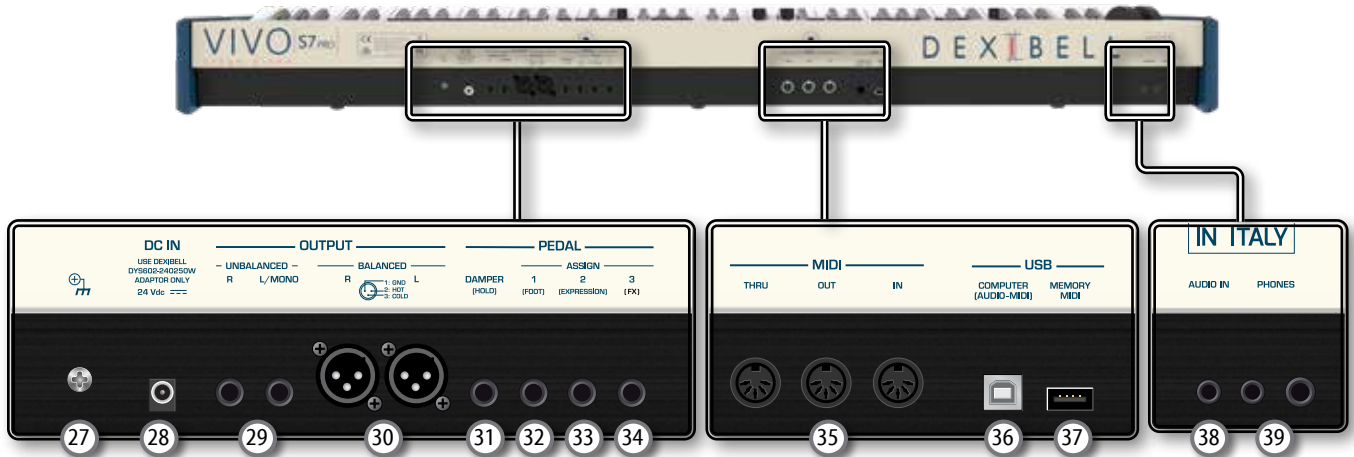 VIVO S7 PRO
DEXIBELL
DC IN
USE DEXIBELL
DYS602-240250W
ADAPTOR ONLY
24 Vdc
OUTPUT
UNBALANCED
R L/MONO
BALANCED
R L
1: GND
2: HOT
3: COLD
PEDAL
DAMPER
(HOLD)
ASSIGN
1 2 3
(FOOT) (EXPRESSION) (FX)
MIDI
THRU OUT IN
USB
COMPUTER
(AUDIO-MIDI)
MEMORY
MIDI
IN ITALY
AUDIO IN PHONES
27 28 29 30 31 32 33 34 35 36 37 38 39